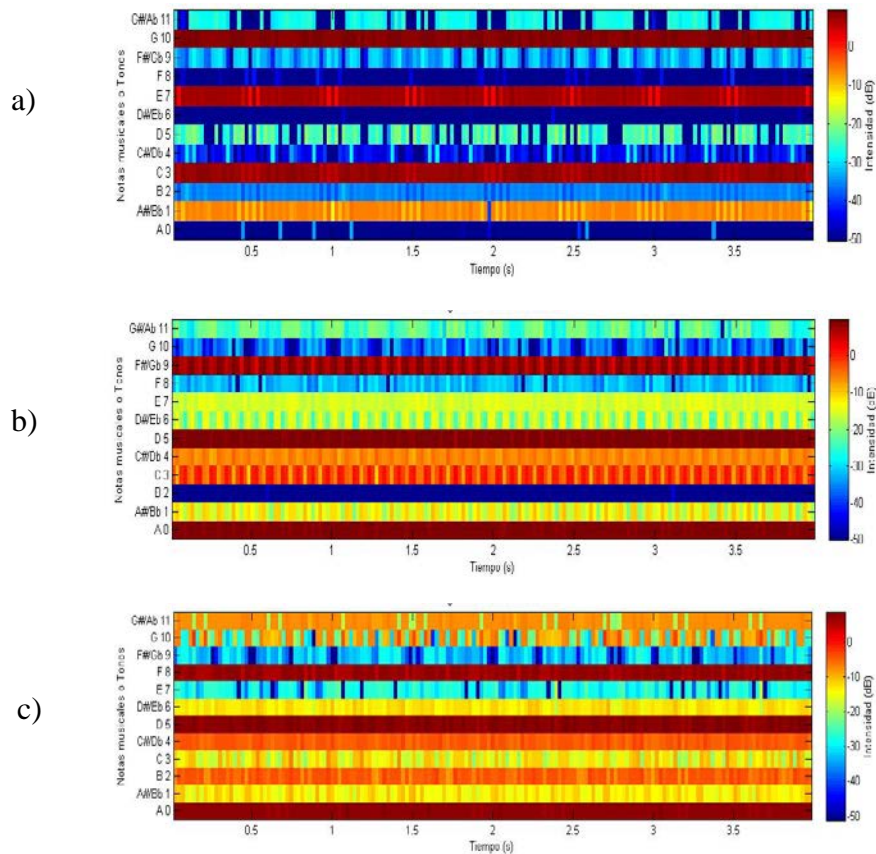 a)
Notas musicales o Tonos
G#/Ab 11
G 10
F#/Gb 9
F 8
E 7
D#/Eb 6
D 5
C#/Db 4
C 3
B 2
A#/Bb 1
A 0
0.5 1 1.5 2 2.5 3 3.5
Tiempo (s)
0
-10
-20
-30
-40
-50
Intensidad (dB)
b)
Notas musicales o Tonos
G#/Ab 11
G 10
F#/Gb 9
F 8
E 7
D#/Eb 6
D 5
C#/Db 4
C 3
B 2
A#/Bb 1
A 0
0.5 1 1.5 2 2.5 3 3.5
Tiempo (s)
0
-10
-20
-30
-40
-50
Intensidad (dB)
c)
Notas musicales o Tonos
G#/Ab 11
G 10
F#/Gb 9
F 8
E 7
D#/Eb 6
D 5
C#/Db 4
C 3
B 2
A#/Bb 1
A 0
0.5 1 1.5 2 2.5 3 3.5
Tiempo (s)
0
-10
-20
-30
-40
-50
Intensidad (dB)